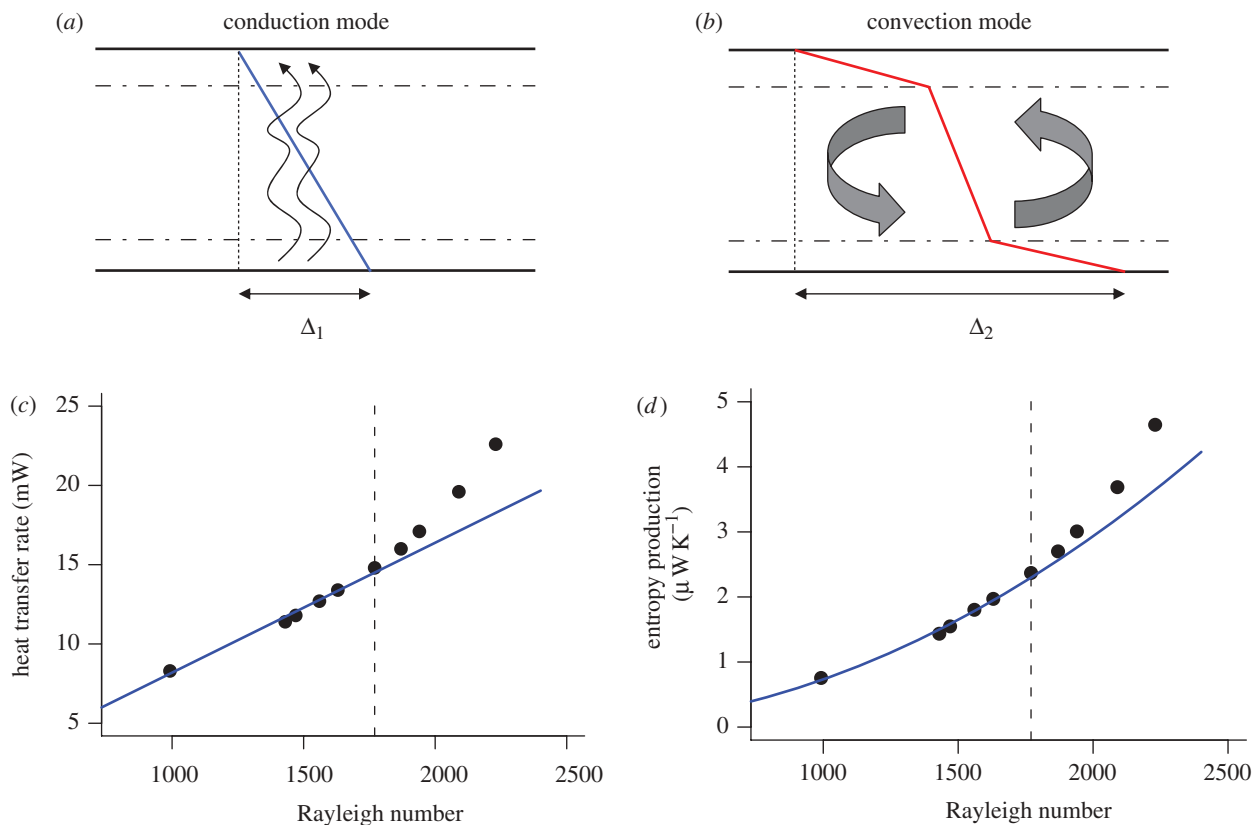 (a)
conduction mode
(b)
convection mode
Δ1
Δ2
(c)
25
20
15
10
5
heat transfer rate (mW)
1000
1500
2000
2500
Rayleigh number
(d)
5
4
3
2
1
0
entropy production
(μ W K−1)
1000
1500
2000
2500
Rayleigh number